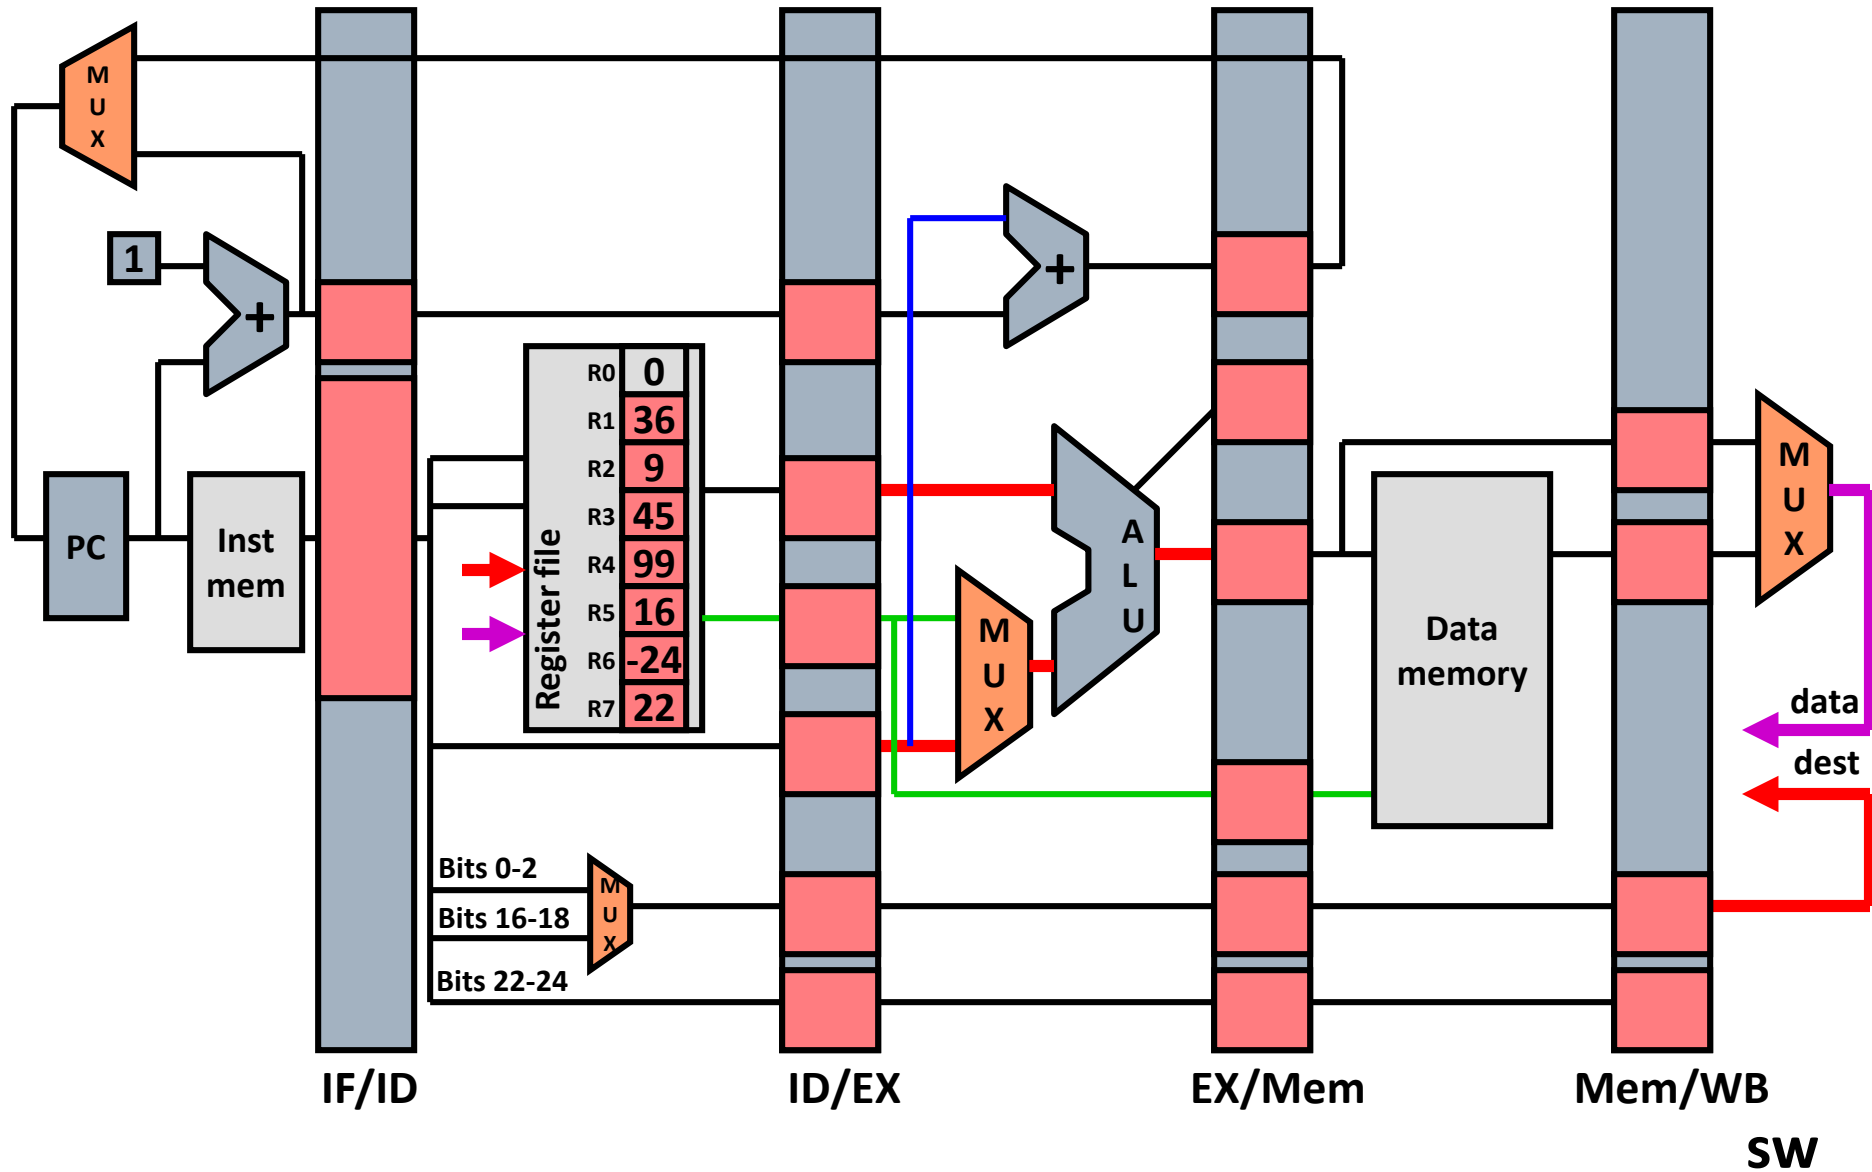 M
U
X
1
+
+
PC
Inst
mem
Register file
R0 0
R1 36
R2 9
R3 45
R4 99
R5 16
R6 -24
R7 22
M
U
X
A
L
U
Data
memory
M
U
X
data
dest
Bits 0-2
Bits 16-18
Bits 22-24
M
U
X
IF/ID
ID/EX
EX/Mem
Mem/WB
sw